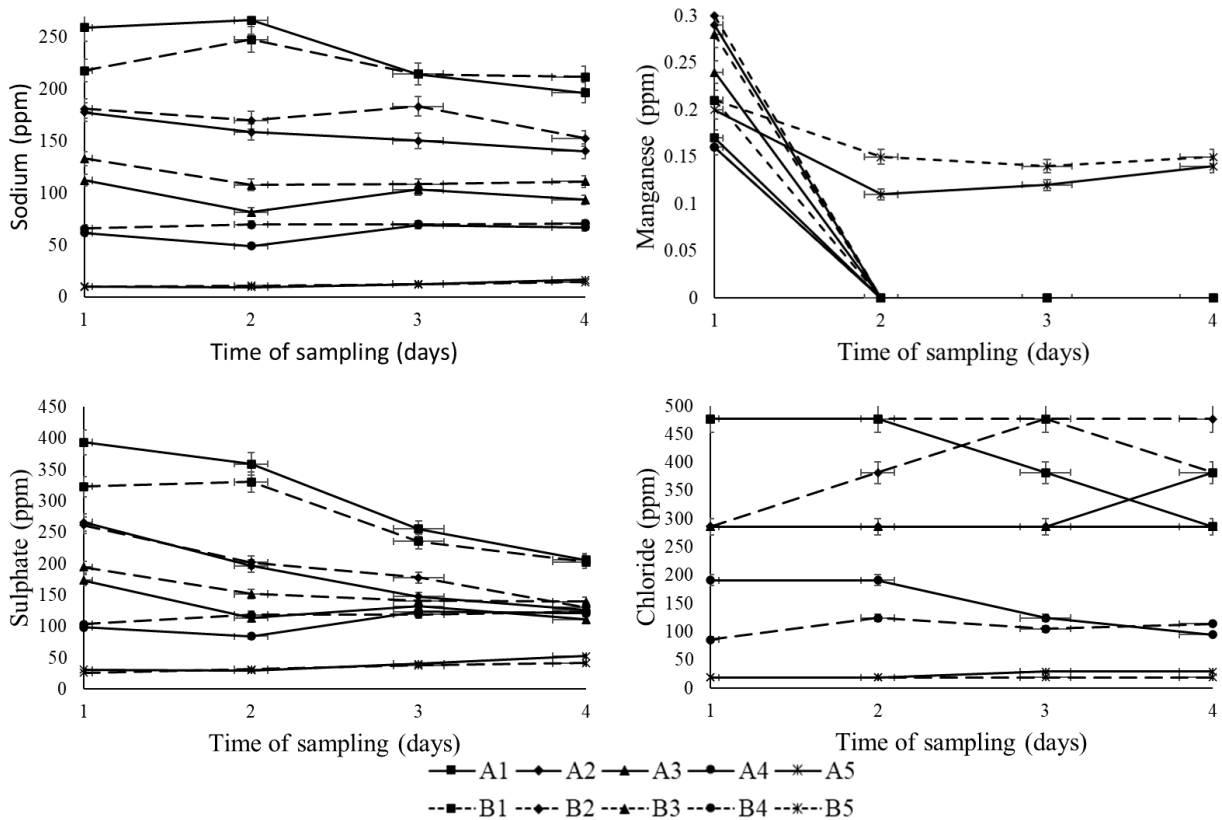 Sodium (ppm)
250
200
150
100
50
0
1 2 3 4
Time of sampling (days)
Manganese (ppm)
0.3
0.25
0.2
0.15
0.1
0.05
0
1 2 3 4
Time of sampling (days)
Sulphate (ppm)
450
400
350
300
250
200
150
100
50
0
1 2 3 4
Time of sampling (days)
Chloride (ppm)
500
450
400
350
300
250
200
150
100
50
0
1 2 3 4
Time of sampling (days)
A1 A2 A3 A4 A5
B1 B2 B3 B4 B5